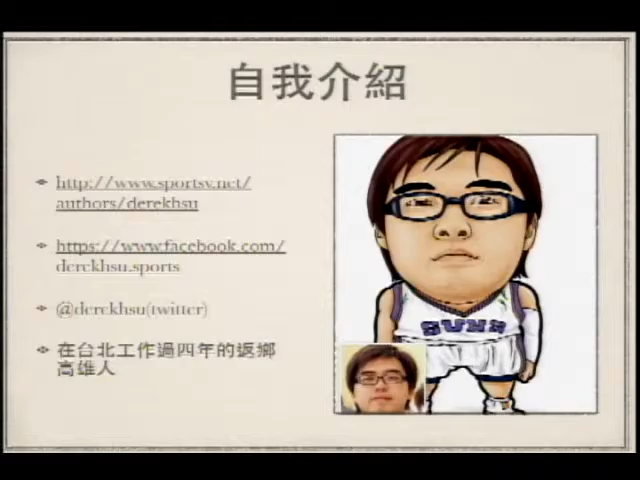 自我介紹
http://www.sportsv.net/
authors/derekhsu
https://www.facebook.com/
derekhsu.sports
@derekhsu(twitter)
在台北工作過四年的返鄉
高雄人
SUNS